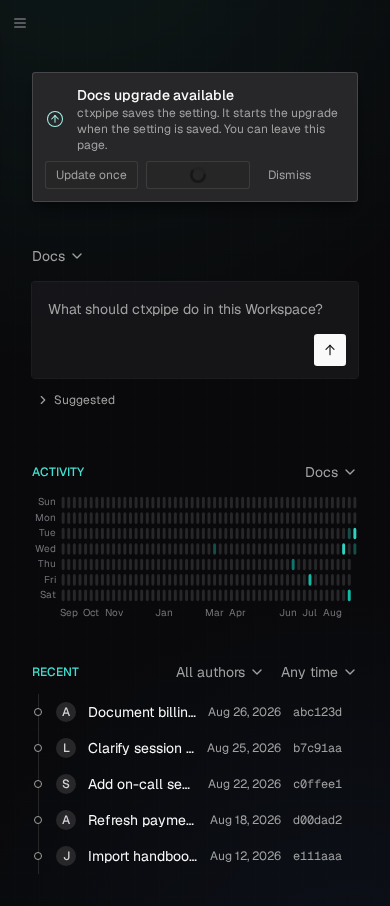 Docs upgrade available
ctxpipe saves the setting. It starts the upgrade
when the setting is saved. You can leave this
page.
Update once
Dismiss
Docs
What should ctxpipe do in this Workspace?
Suggested
ACTIVITY
Docs
Sun
Mon
Tue
Wed
Thu
Fri
Sat
Sep Oct Nov Jan Mar Apr Jun Jul Aug
RECENT
All authors
Any time
A Document billin... Aug 26, 2026 abc123d
L Clarify session ... Aug 25, 2026 b7c91aa
S Add on-call se... Aug 22, 2026 c0ffee1
A Refresh payme... Aug 18, 2026 d00dad2
J Import handboo... Aug 12, 2026 e111aaa